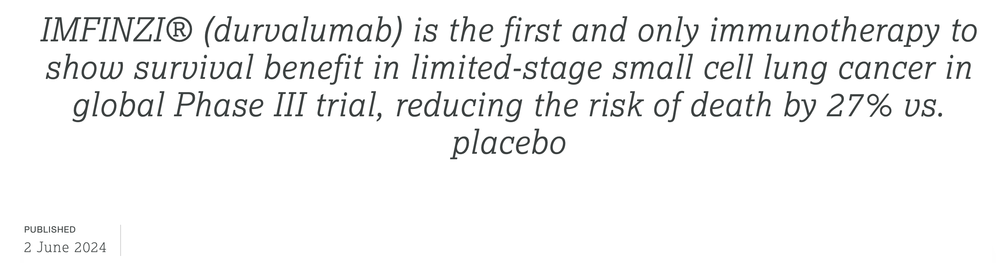 IMFINZI® (durvalumab) is the first and only immunotherapy to
show survival benefit in limited-stage small cell lung cancer in
global Phase III trial, reducing the risk of death by 27% vs.
placebo
PUBLISHED
2 June 2024